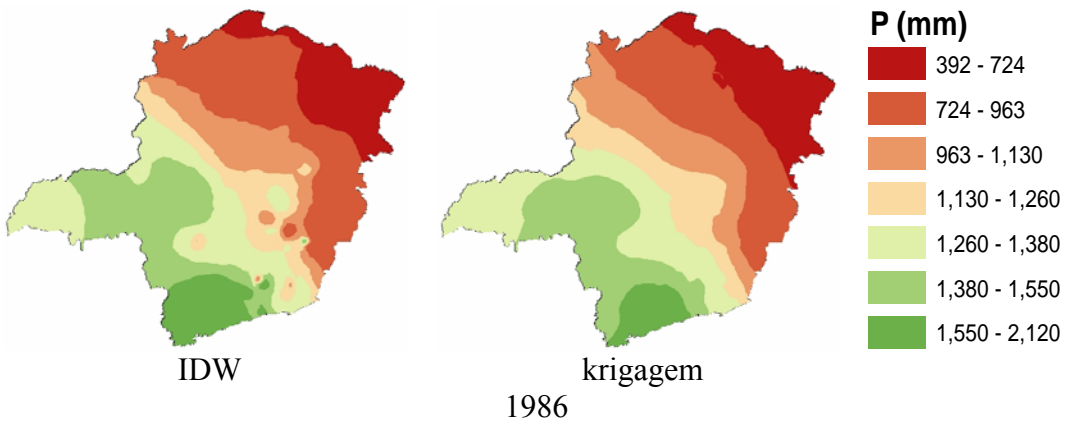 P (mm)
392 - 724
724 - 963
963 - 1,130
1,130 - 1,260
1,260 - 1,380
1,380 - 1,550
1,550 - 2,120
IDW
krigagem
1986